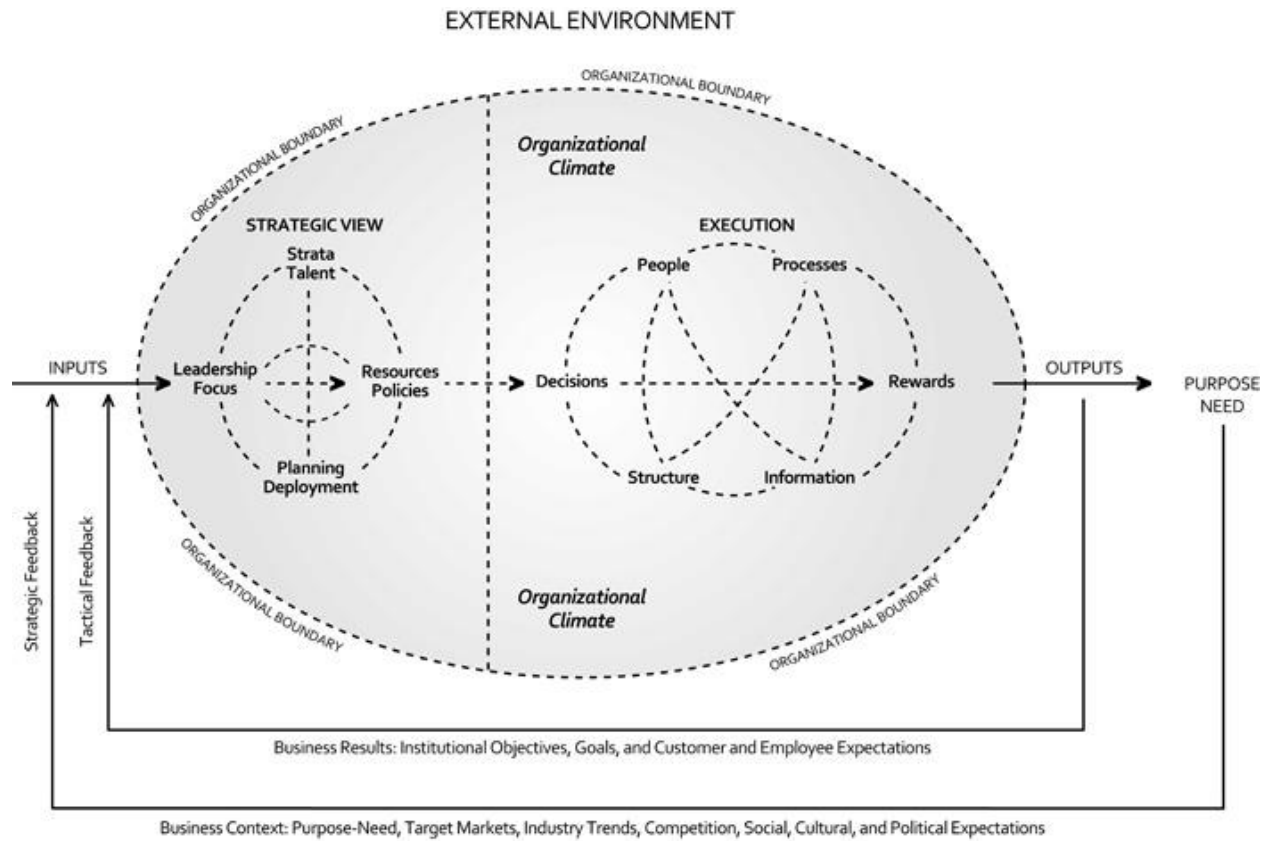 EXTERNAL ENVIRONMENT
ORGANIZATIONAL BOUNDARY
ORGANIZATIONAL BOUNDARY
Organizational
Climate
STRATEGIC VIEW
EXECUTION
Strata
Talent
People
Processes
INPUTS
Leadership
Focus
Resources
Policies
Decisions
Rewards
OUTPUTS
PURPOSE
NEED
Planning
Deployment
Structure
Information
Strategic Feedback
Tactical Feedback
ORGANIZATIONAL BOUNDARY
Organizational
Climate
ORGANIZATIONAL BOUNDARY
Business Results: Institutional Objectives, Goals, and Customer and Employee Expectations
Business Context: Purpose-Need, Target Markets, Industry Trends, Competition, Social, Cultural, and Political Expectations